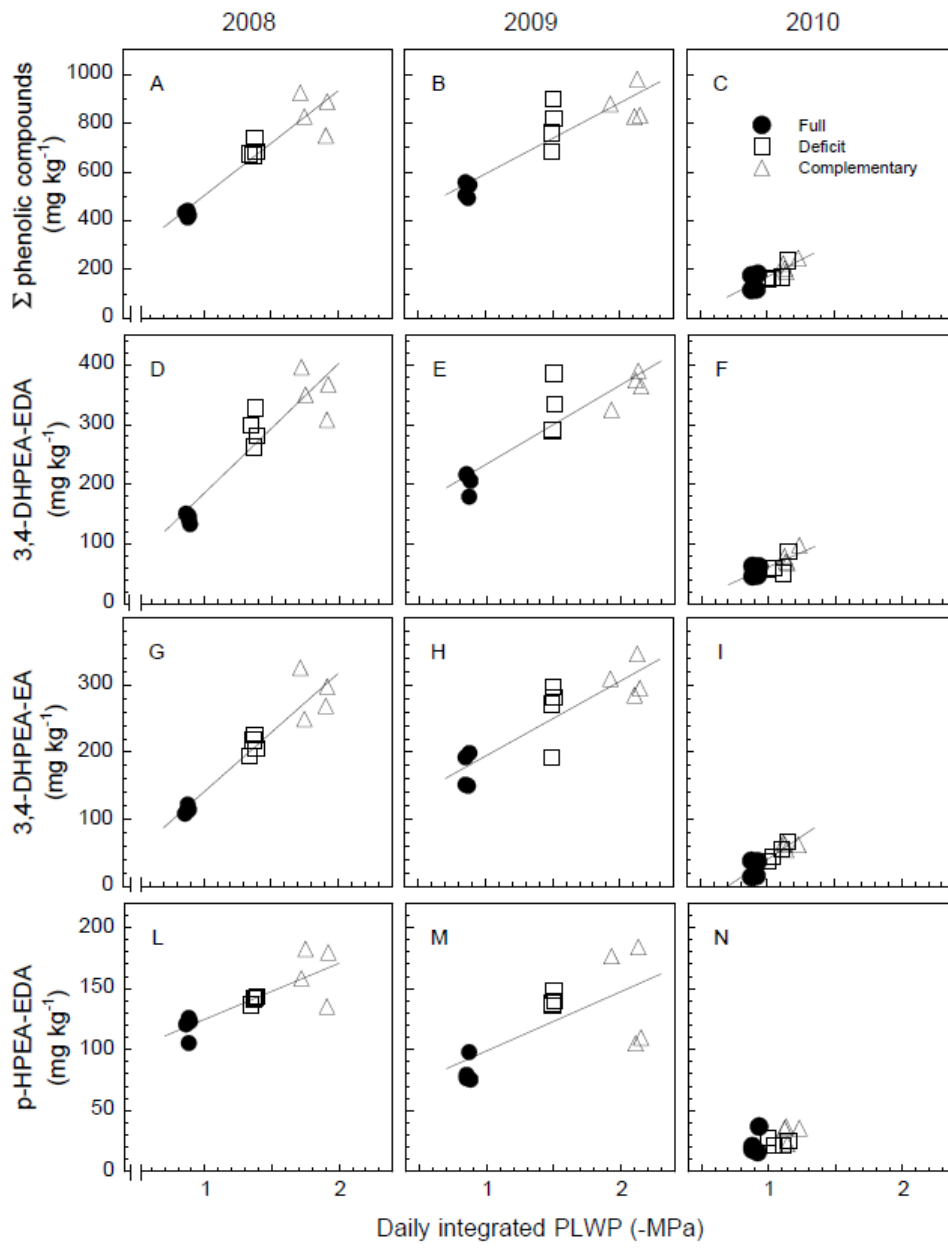 2008 2009 2010
Σ phenolic compounds
(mg kg⁻¹)
1000
800
600
400
200
0
A
B
C
Full
Deficit
Complementary
3,4-DHPEA-EDA
(mg kg⁻¹)
400
300
200
100
0
D
E
F
3,4-DHPEA-EA
(mg kg⁻¹)
300
200
100
0
G
H
I
p-HPEA-EDA
(mg kg⁻¹)
200
150
100
50
0
L
M
N
1 2 1 2 1 2
Daily integrated PLWP (-MPa)